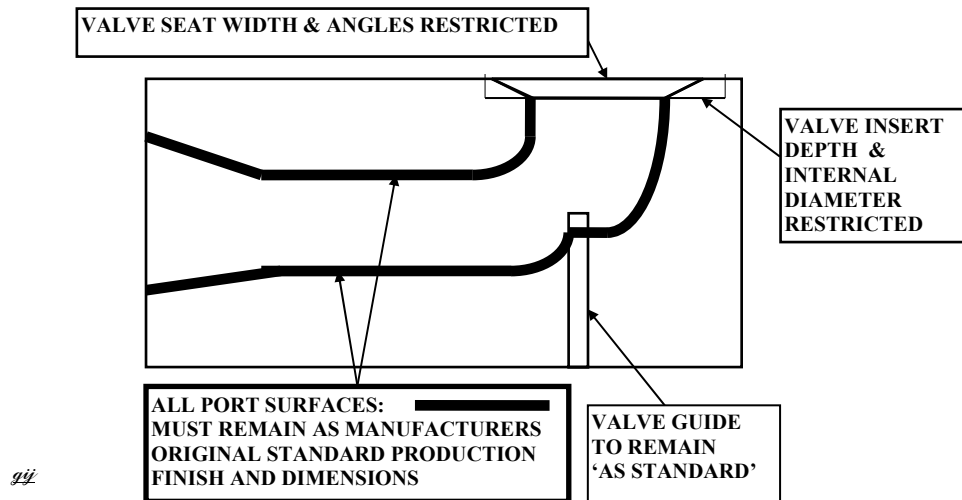 VALVE SEAT WIDTH & ANGLES RESTRICTED
VALVE INSERT
DEPTH &
INTERNAL
DIAMETER
RESTRICTED
ALL PORT SURFACES:
MUST REMAIN AS MANUFACTURERS
ORIGINAL STANDARD PRODUCTION
FINISH AND DIMENSIONS
VALVE GUIDE
TO REMAIN
‘AS STANDARD’
gij